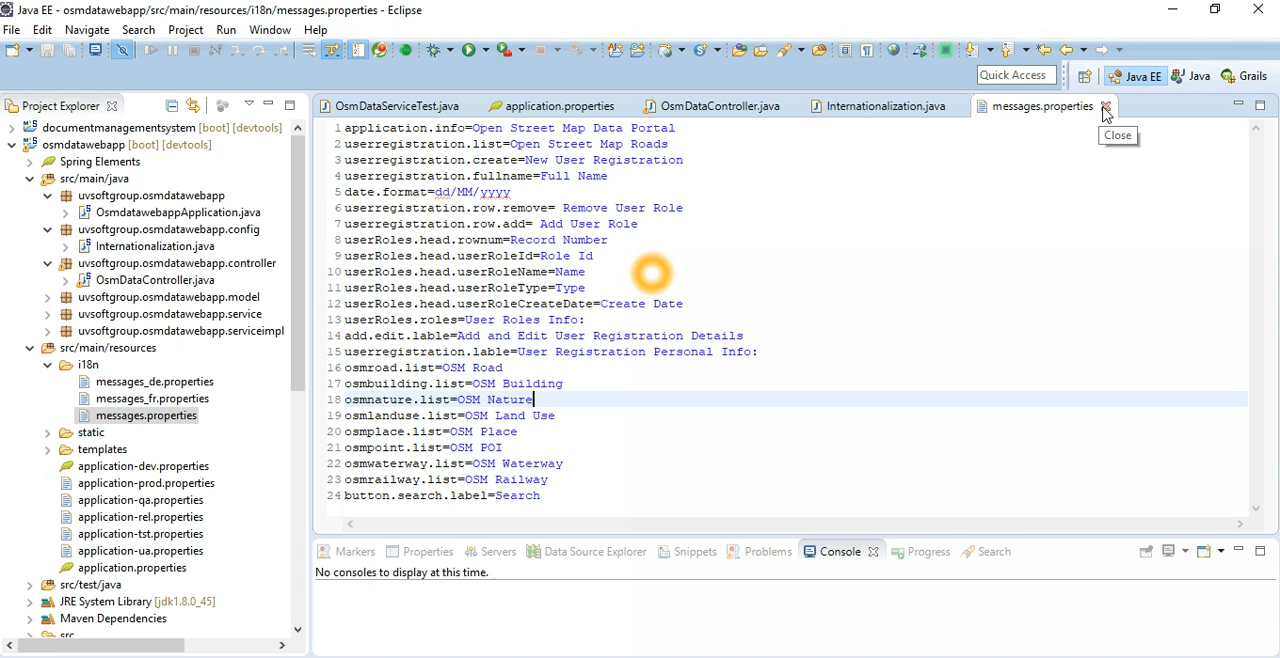 Java EE - osmdatawebapp/src/main/resources/i18n/messages.properties - Eclipse
File Edit Navigate Search Project Run Window Help
Quick Access Java EE Java Grails
Project Explorer
OsmDataServiceTest.java application.properties OsmDataController.java Internationalization.java messages.properties
Close
documentmanagementsystem [boot] [devtools]
osmdatawebapp [boot] [devtools]
Spring Elements
src/main/java
uvsoftgroup.osmdatawebapp
OsmdatawebappApplication.java
uvsoftgroup.osmdatawebapp.config
Internationalization.java
uvsoftgroup.osmdatawebapp.controller
OsmDataController.java
uvsoftgroup.osmdatawebapp.model
uvsoftgroup.osmdatawebapp.service
uvsoftgroup.osmdatawebapp.serviceimpl
src/main/resources
i18n
messages_de.properties
messages_fr.properties
messages.properties
static
templates
application-dev.properties
application-prod.properties
application-qa.properties
application-rel.properties
application-tst.properties
application-ua.properties
application.properties
src/test/java
JRE System Library [jdk1.8.0_45]
Maven Dependencies
src
1 application.info=Open Street Map Data Portal
2 userregistration.list=Open Street Map Roads
3 userregistration.create=New User Registration
4 userregistration.fullname=Full Name
5 date.format=dd/MM/yyyy
6 userregistration.row.remove= Remove User Role
7 userregistration.row.add= Add User Role
8 userRoles.head.rownum=Record Number
9 userRoles.head.userRoleId=Role Id
10 userRoles.head.userRoleName=Name
11 userRoles.head.userRoleType=Type
12 userRoles.head.userRoleCreateDate=Create Date
13 userRoles.roles=User Roles Info:
14 add.edit.lable=Add and Edit User Registration Details
15 userregistration.lable=User Registration Personal Info:
16 osmroad.list=OSM Road
17 osmbuilding.list=OSM Building
18 osmnature.list=OSM Nature
19 osmlanduse.list=OSM Land Use
20 osmplace.list=OSM Place
21 osmpoint.list=OSM POI
22 osmwaterway.list=OSM Waterway
23 osmrailway.list=OSM Railway
24 button.search.label=Search
Markers Properties Servers Data Source Explorer Snippets Problems Console Progress Search
No consoles to display at this time.